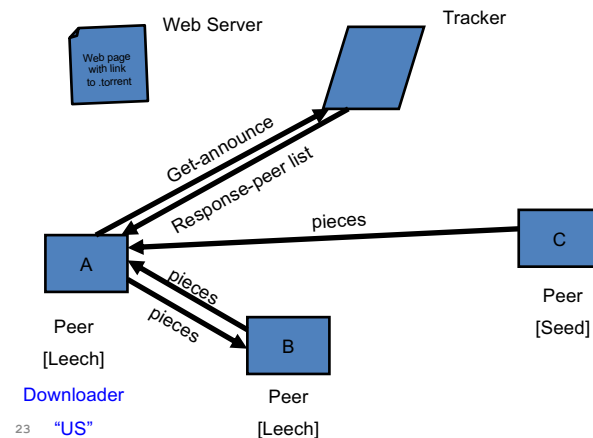 Web Server
Tracker
Web page
with link
to .torrent
Get-announce
Response-peer list
pieces
A
C
pieces
pieces
B
Peer
[Leech]
Downloader
"US"
Peer
[Leech]
Peer
[Seed]
23